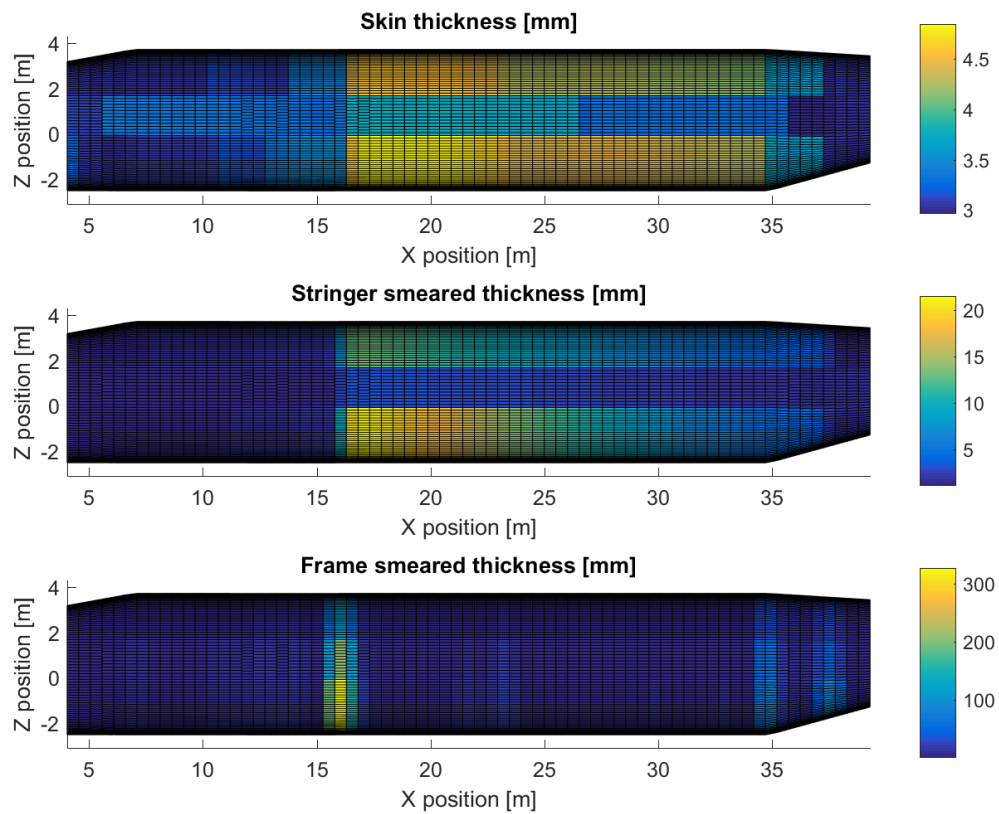 Skin thickness [mm]
4
2
0
-2
Z position [m]
5 10 15 20 25 30 35
X position [m]
4.5
4
3.5
3
Stringer smeared thickness [mm]
4
2
0
-2
Z position [m]
5 10 15 20 25 30 35
X position [m]
20
15
10
5
Frame smeared thickness [mm]
4
2
0
-2
Z position [m]
5 10 15 20 25 30 35
X position [m]
300
200
100